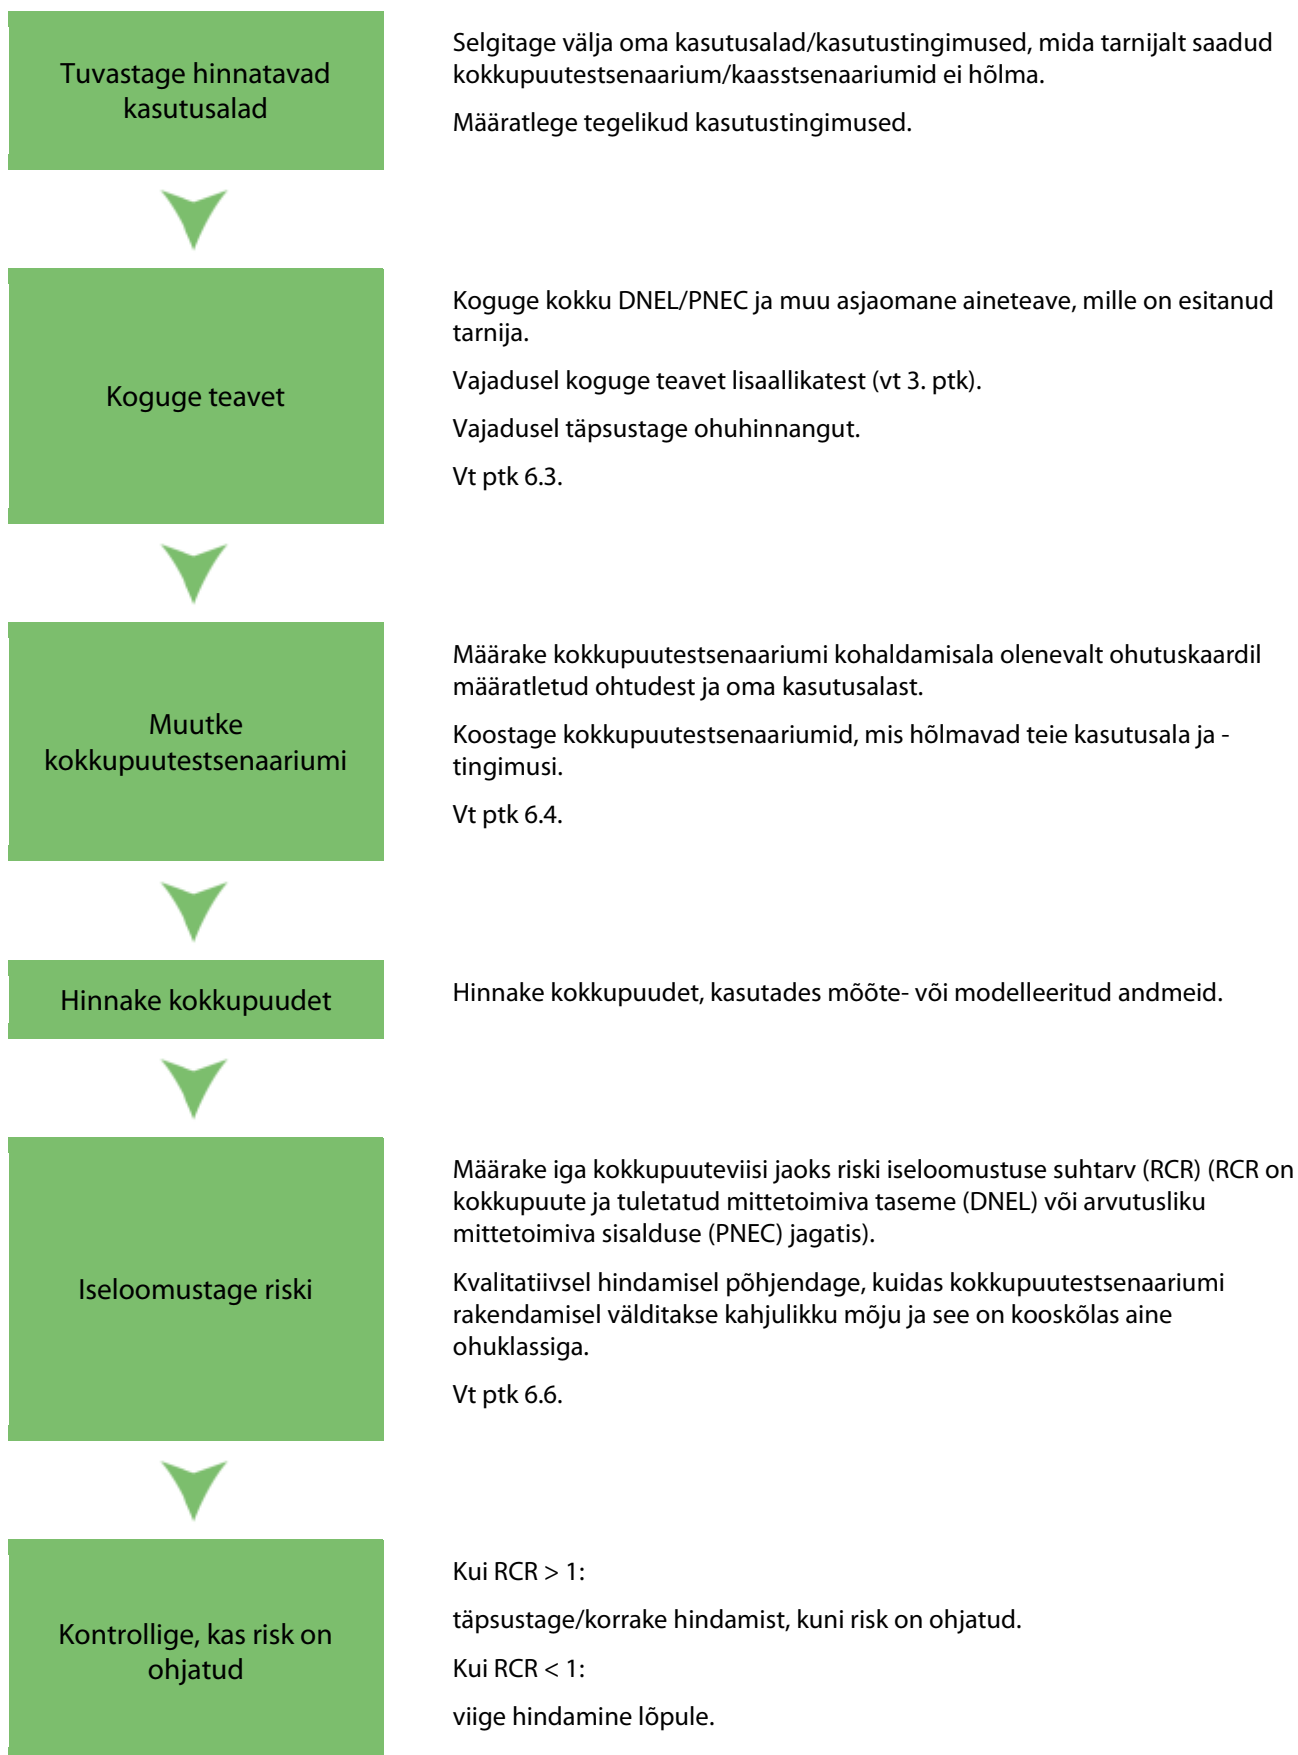 Tuvastage hinnatavad
kasutusalad
Selgitage välja oma kasutusalad/kasutustingimused, mida tarnijalt saadud
kokkupuutestsenaarium/kaasstsenaariumid ei hõlma.
Määratlege tegelikud kasutustingimused.
Koguge teavet
Koguge kokku DNEL/PNEC ja muu asjaomane aineteave, mille on esitanud
tarnija.
Vajadusel koguge teavet lisaallikatest (vt 3. ptk).
Vajadusel täpsustage ohuhinnangut.
Vt ptk 6.3.
Muutke
kokkupuutestsenaariumi
Määrake kokkupuutestsenaariumi kohaldamisala olenevalt ohutuskaardil
määratletud ohtudest ja oma kasutusalast.
Koostage kokkupuutestsenaariumid, mis hõlmavad teie kasutusala ja -
tingimusi.
Vt ptk 6.4.
Hinnake kokkupuudet
Hinnake kokkupuudet, kasutades mõõte- või modelleeritud andmeid.
Iseloomustage riski
Määrake iga kokkupuuteviisi jaoks riski iseloomustuse suhtarv (RCR) (RCR on
kokkupuute ja tuletatud mittetoimiva taseme (DNEL) või arvutusliku
mittetoimiva sisalduse (PNEC) jagatis).
Kvalitatiivsel hindamisel põhjendage, kuidas kokkupuutestsenaariumi
rakendamisel välditakse kahjulikku mõju ja see on kooskõlas aine
ohuklassiga.
Vt ptk 6.6.
Kontrollige, kas risk on
ohjatud
Kui RCR > 1:
täpsustage/korrake hindamist, kuni risk on ohjatud.
Kui RCR < 1:
viige hindamine lõpule.